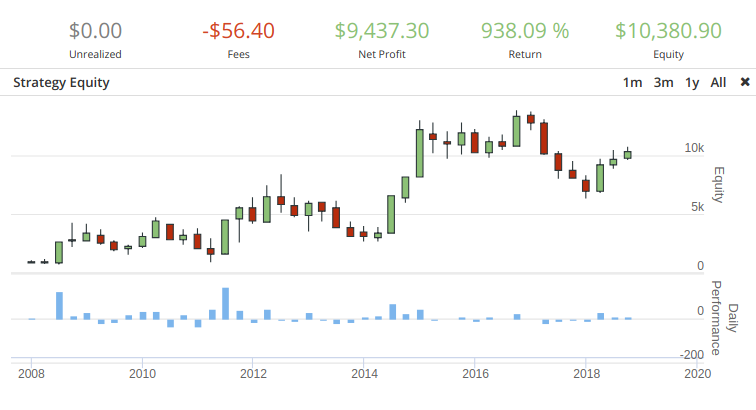 $0.00 -$56.40 $9,437.30 938.09 % $10,380.90
Unrealized Fees Net Profit Return Equity
Strategy Equity 1m 3m 1y All ✖
10k
5k
0
Equity
0
-200
Daily
Performance
2008 2010 2012 2014 2016 2018 2020